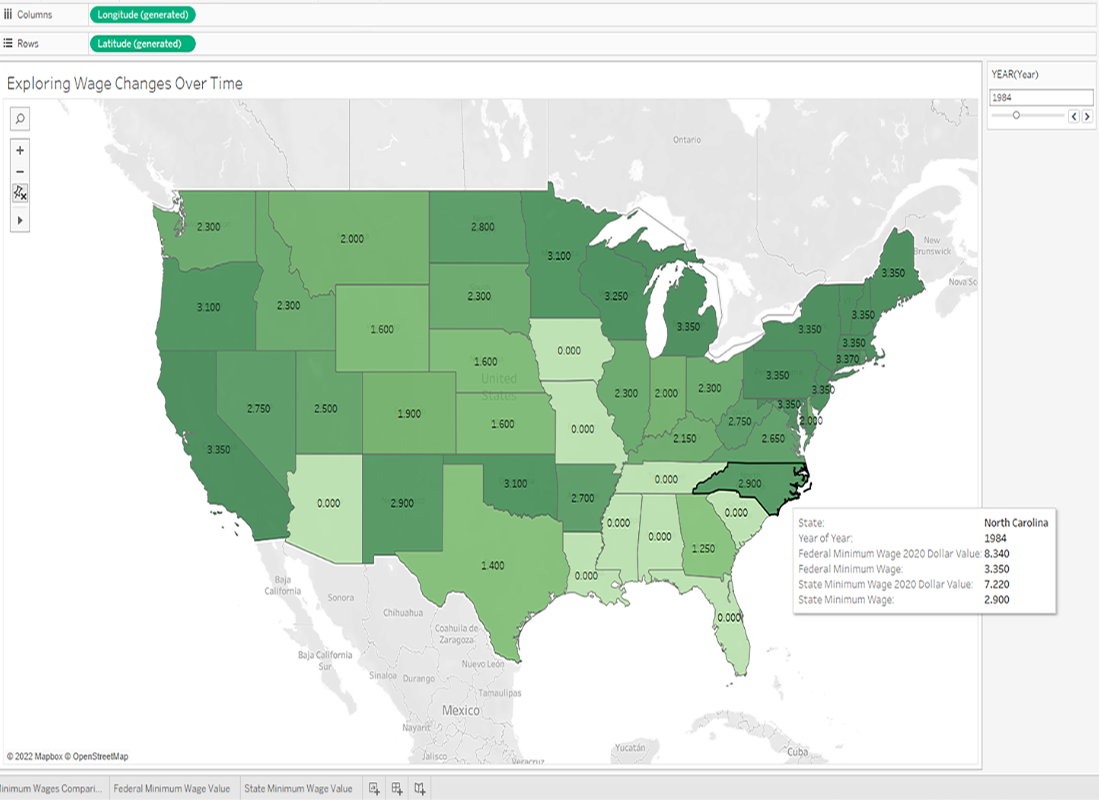 Columns
Longitude (generated)
Rows
Latitude (generated)
Exploring Wage Changes Over Time
YEAR(Year)
1984
Ontario
New
Brunswick
Nova Sc
2.300
2.000
2.800
3.100
3.350
3.100
2.300
2.300
3.250
3.350
3.350
3.350
1.600
3.350
0.000
3.370
1.600
United
States
3.350
2.750
2.500
1.900
1.600
2.300
2.000
2.300
3.350
3.350
2.000
0.000
2.750
2.650
2.150
3.350
0.000
2.900
3.100
2.700
0.000
2.900
0.000
0.000
0.000
1.250
1.400
0.000
0.000
State: North Carolina
Year of Year: 1984
Federal Minimum Wage 2020 Dollar Value: 8.340
Federal Minimum Wage: 3.350
State Minimum Wage 2020 Dollar Value: 7.220
State Minimum Wage: 2.900
Baja
California
Sonora
Chihuahua
Coahuila de
Zaragoza
Baja California
Sur
Sinaloa
Durango
Nuevo León
Tamaulipas
Mexico
Nayarit
Jalisco
Veracruz
Yucatán
Cuba
© 2022 Mapbox © OpenStreetMap
inimum Wages Compari...
Federal Minimum Wage Value
State Minimum Wage Value